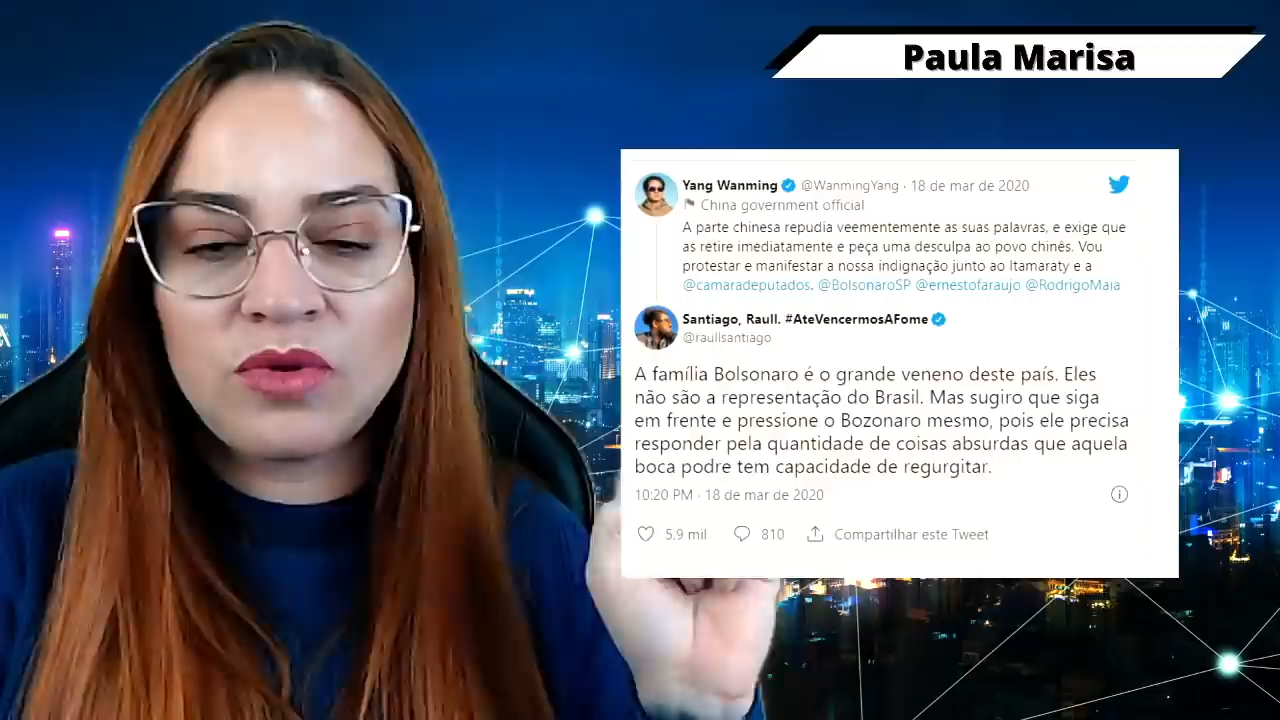 Paula Marisa
Yang Wanming @WanmingYang · 18 de mar de 2020
China government official
A parte chinesa repudia veementemente as suas palavras, e exige que
as retire imediatamente e peça uma desculpa ao povo chinês. Vou
protestar e manifestar a nossa indignação junto ao Itamaraty e a
@camaradeputados. @BolsonaroSP @ernestofaraujo @RodrigoMaia
Santiago, Raull. #AteVencermosAFome
@raullsantiago
A família Bolsonaro é o grande veneno deste país. Eles
não são a representação do Brasil. Mas sugiro que siga
em frente e pressione o Bozonaro mesmo, pois ele precisa
responder pela quantidade de coisas absurdas que aquela
boca podre tem capacidade de regurgitar.
10:20 PM · 18 de mar de 2020
5,9 mil 810 Compartilhar este Tweet